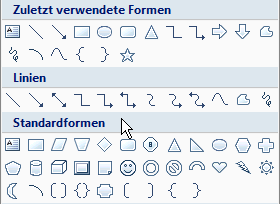 Zuletzt verwendete Formen
Linien
Standardformen